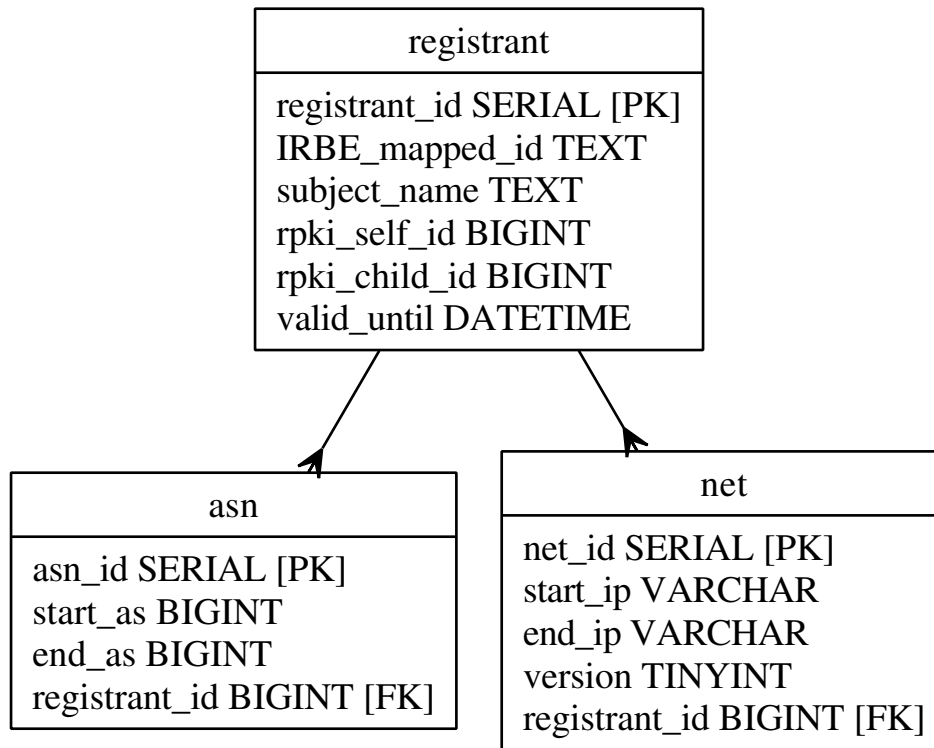 registrant
registrant_id SERIAL [PK]
IRBE_mapped_id TEXT
subject_name TEXT
rpki_self_id BIGINT
rpki_child_id BIGINT
valid_until DATETIME
asn
asn_id SERIAL [PK]
start_as BIGINT
end_as BIGINT
registrant_id BIGINT [FK]
net
net_id SERIAL [PK]
start_ip VARCHAR
end_ip VARCHAR
version TINYINT
registrant_id BIGINT [FK]